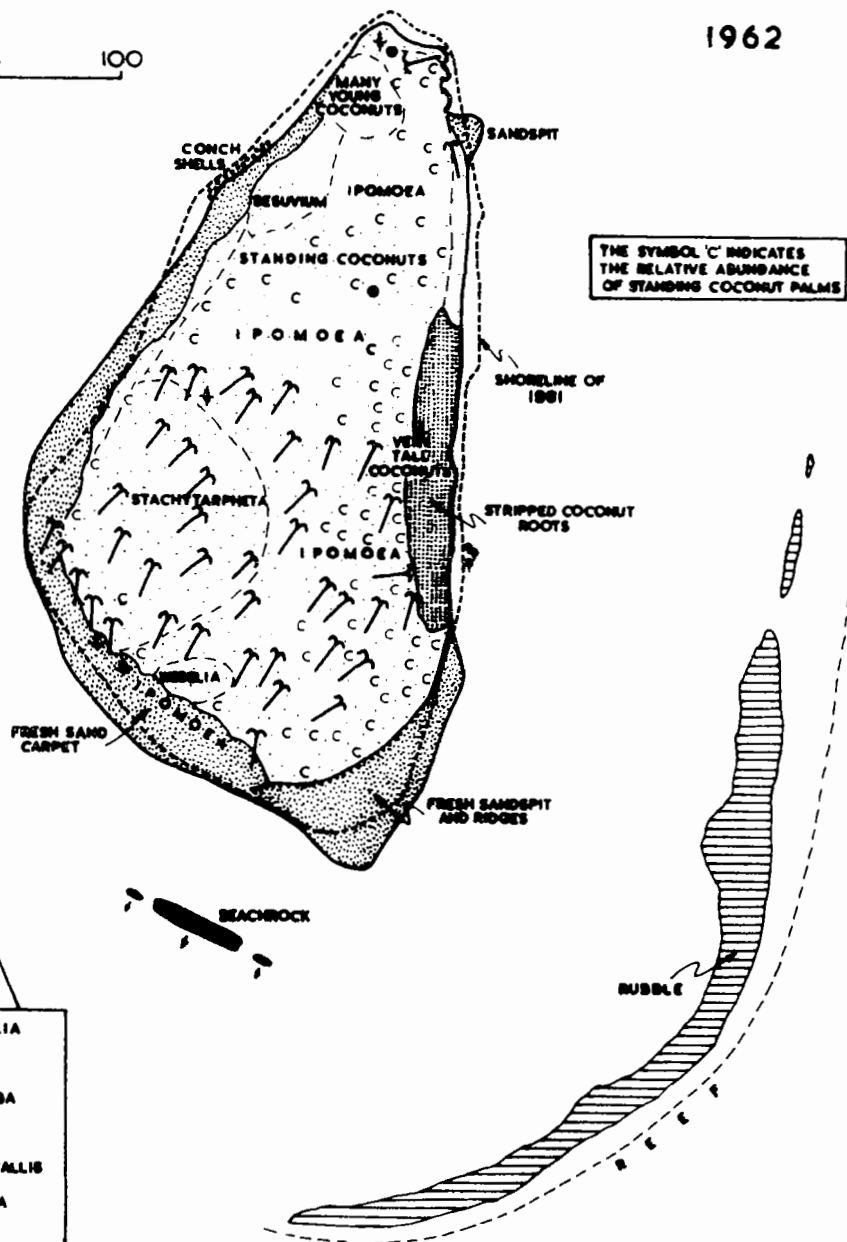 1962
100
MANY
YOUNG
COCONUTS
SANDSPIT
CONCH
SHELLS
IPOMOEA
SESUVIUM
STANDING COCONUTS
THE SYMBOL 'C' INDICATES
THE RELATIVE ABUNDANCE
OF STANDING COCONUT PALMS
IPOMOEA
SHORELINE OF
1961
VERY
TALL
COCONUTS
STACHYTARPHETA
STRIPPED COCONUT
ROOTS
IPOMOEA
WEDELIA
IPOMOEA
FRESH SAND
CARPET
FRESH SANDSPIT
AND RIDGES
BEACHROCK
RUBBLE
REEF